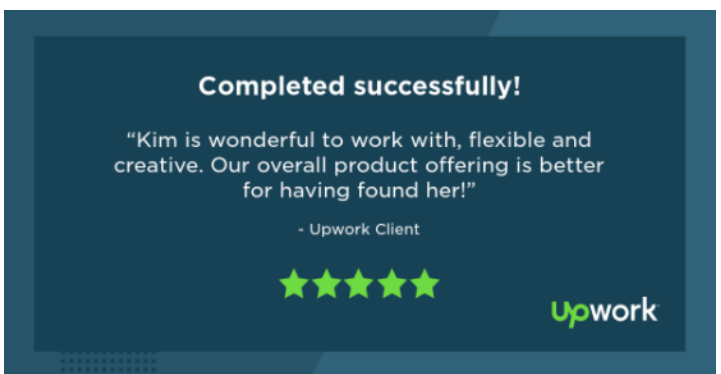 Completed successfully!
“Kim is wonderful to work with, flexible and
creative. Our overall product offering is better
for having found her!”
- Upwork Client
Upwork